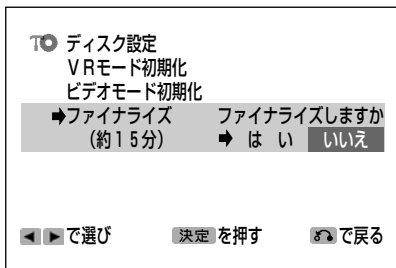 TO ディスク設定
VRモード初期化
ビデオモード初期化
➡ファイナライズ ファイナライズしますか
(約15分) ➡ は い いいえ
◀ ▶ で選び 決定 を押す で戻る